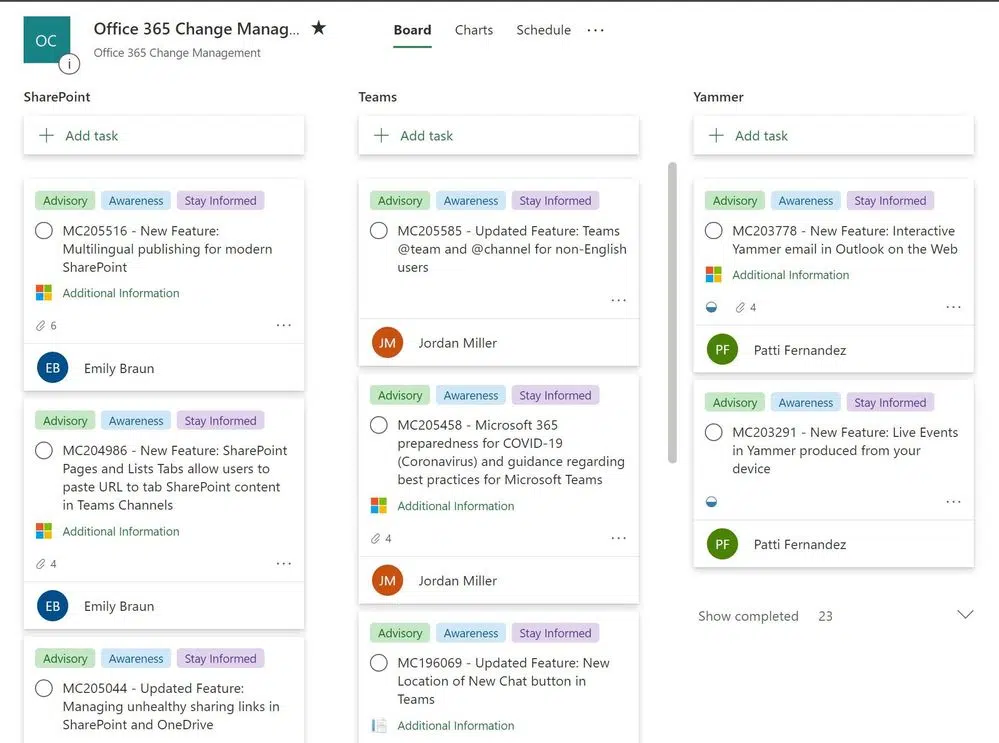 OC
Office 365 Change Manag...
Office 365 Change Management
Board
Charts
Schedule
SharePoint
Add task
Advisory Awareness Stay Informed
MC205516 - New Feature:
Multilingual publishing for modern
SharePoint
Additional Information
6
EB Emily Braun
Advisory Awareness Stay Informed
MC204986 - New Feature: SharePoint
Pages and Lists Tabs allow users to
paste URL to tab SharePoint content
in Teams Channels
Additional Information
4
EB Emily Braun
Advisory Awareness Stay Informed
MC205044 - Updated Feature:
Managing unhealthy sharing links in
SharePoint and OneDrive
Teams
Add task
Advisory Awareness Stay Informed
MC205585 - Updated Feature: Teams
@team and @channel for non-English
users
JM Jordan Miller
Advisory Awareness Stay Informed
MC205458 - Microsoft 365
preparedness for COVID-19
(Coronavirus) and guidance regarding
best practices for Microsoft Teams
Additional Information
4
JM Jordan Miller
Advisory Awareness Stay Informed
MC196069 - Updated Feature: New
Location of New Chat button in
Teams
Additional Information
Yammer
Add task
Advisory Awareness Stay Informed
MC203778 - New Feature: Interactive
Yammer email in Outlook on the Web
Additional Information
4
PF Patti Fernandez
Advisory Awareness Stay Informed
MC203291 - New Feature: Live Events
in Yammer produced from your
device
PF Patti Fernandez
Show completed 23